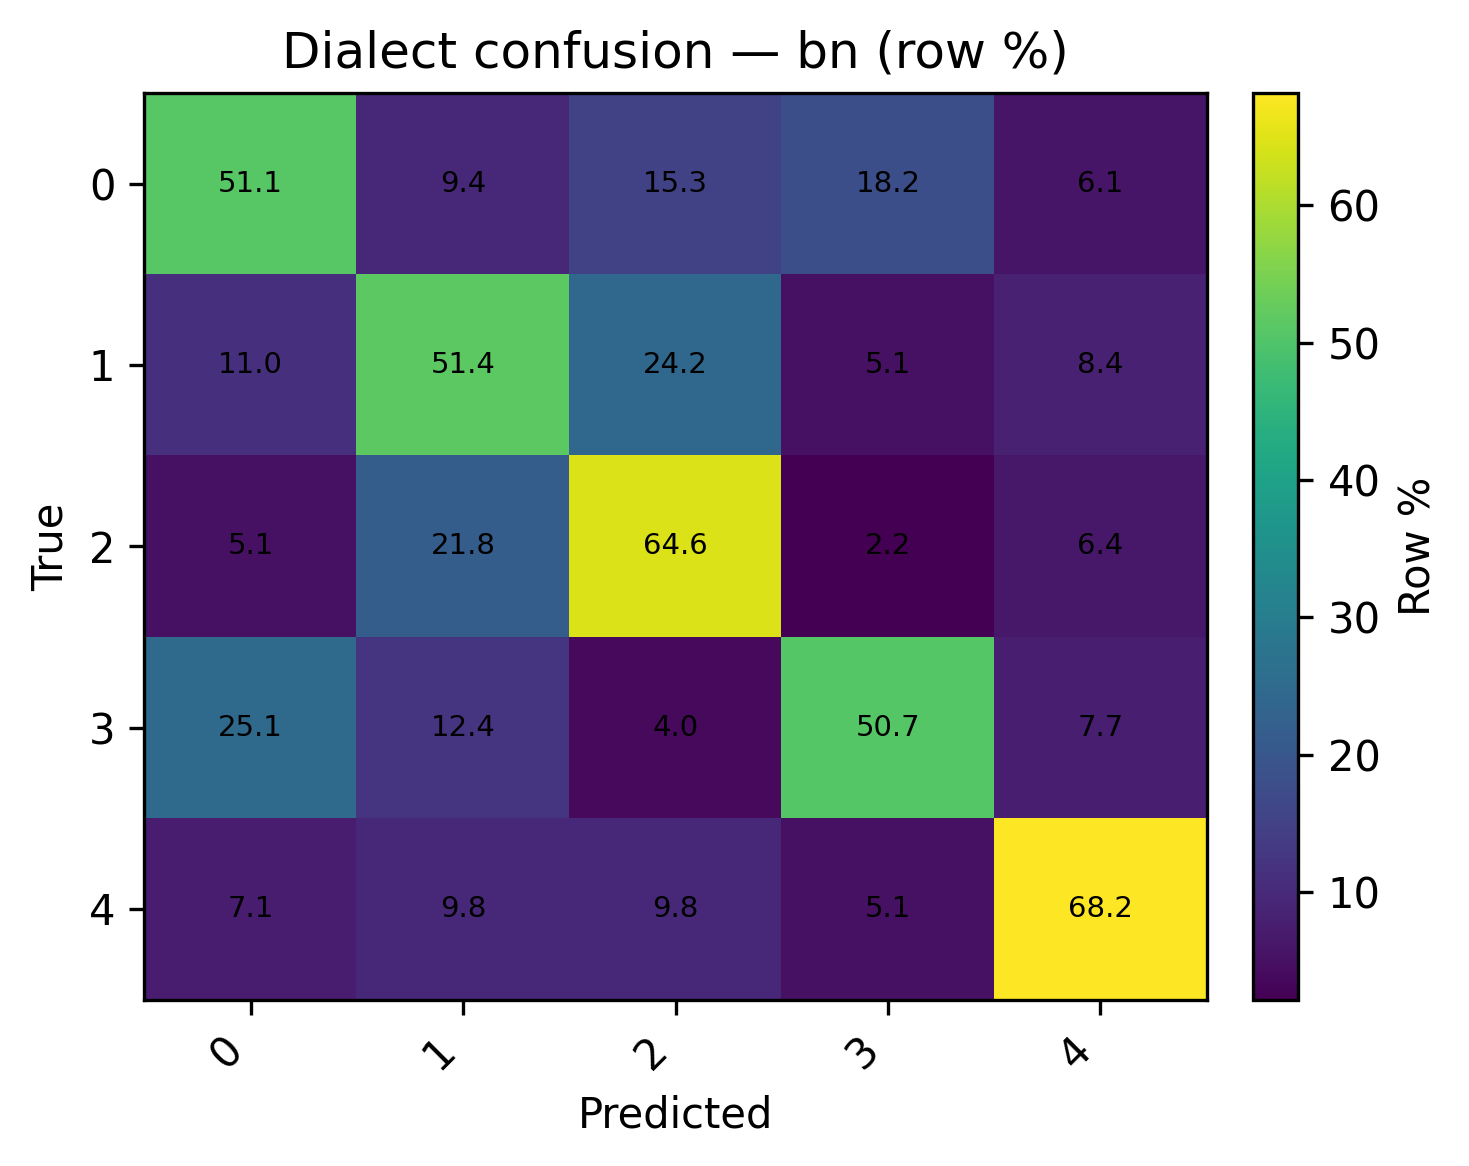 Dialect confusion — bn (row %)
0 51.1 9.4 15.3 18.2 6.1
1 11.0 51.4 24.2 5.1 8.4
2 5.1 21.8 64.6 2.2 6.4
3 25.1 12.4 4.0 50.7 7.7
4 7.1 9.8 9.8 5.1 68.2
0 1 2 3 4
Predicted
True
60
50
40
30
20
10
Row %